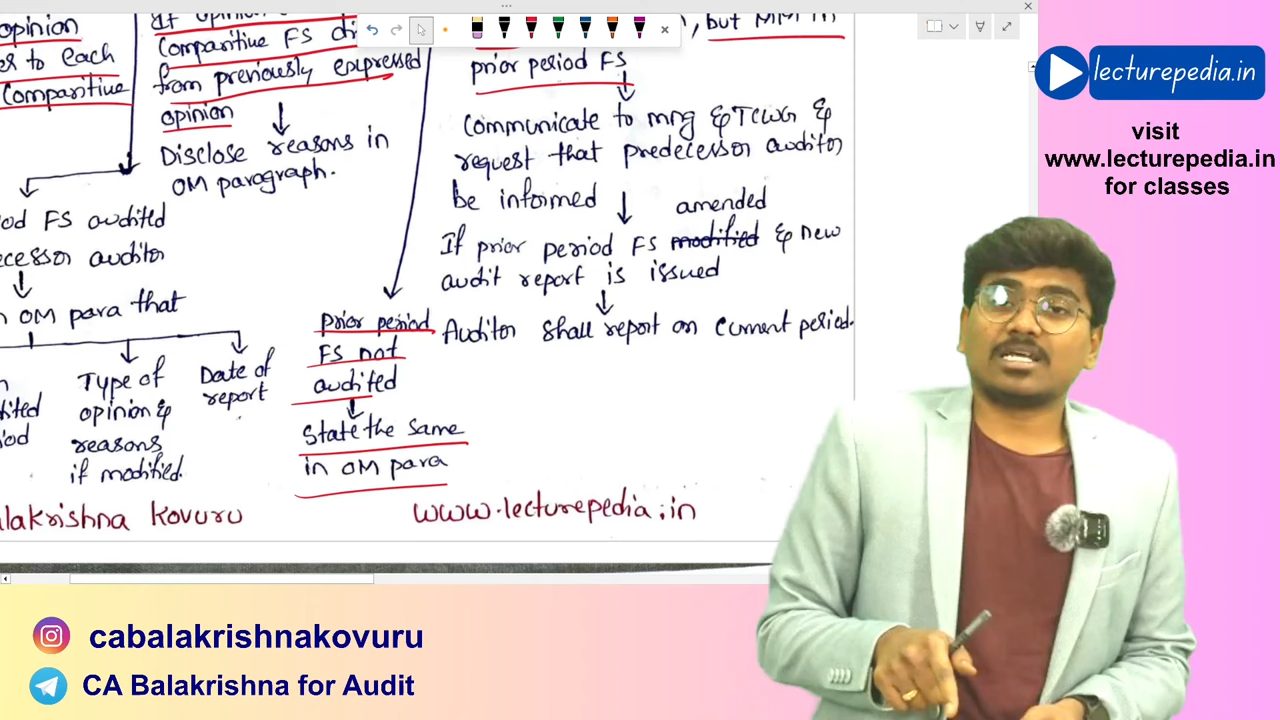 opinion
to each
Comparitive
If opinion
Comparitive FS
from previously expressed
opinion
Disclose reasons in
OM paragraph.
FS audited
auditor
OM para that
Type of
opinion &
reasons
if modified.
Date of
report
Prior period
FS not
audited
State the same
in OM para
, but MM in
prior period FS
Communicate to mng & TCWG &
request that predecessor auditor
be informed
amended
If prior period FS modified & new
audit report is issued
Auditor shall report on current period.
Kovuru
www.lecturepedia.in
lecturepedia.in
visit
www.lecturepedia.in
for classes
cabalakrishnakovuru
CA Balakrishna for Audit